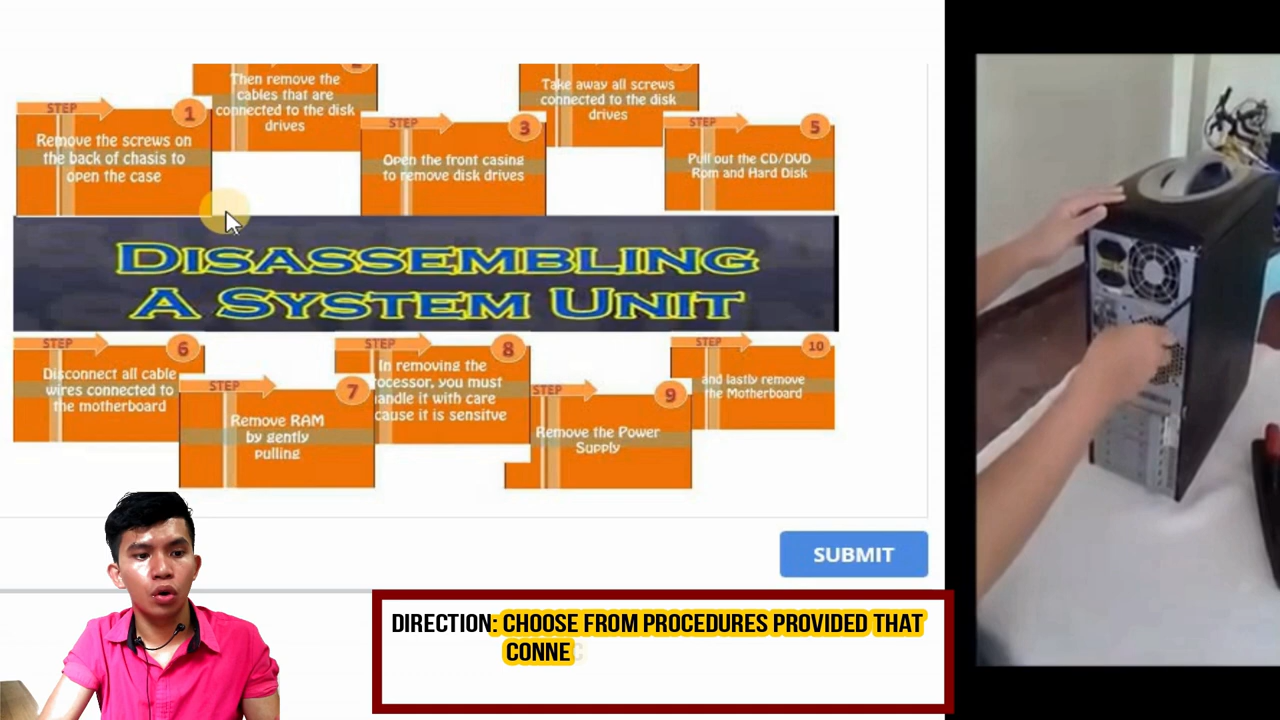 STEP 1
Remove the screws on
the back of chasis to
open the case
Then remove the
cables that are
connected to the disk
drives
STEP 3
Open the front casing
to remove disk drives
Take away all screws
connected to the disk
drives
STEP 5
Pull out the CD/DVD
Rom and Hard Disk
DISASSEMBLING
A SYSTEM UNIT
STEP 6
Disconnect all cable
wires connected to
the motherboard
STEP 7
Remove RAM
by gently
pulling
STEP 8
In removing the
ocessor, you must
andle it with care
cause it is sensitve
STEP 9
Remove the Power
Supply
STEP 10
and lastly remove
the Motherboard
SUBMIT
DIRECTION: CHOOSE FROM PROCEDURES PROVIDED THAT
CONNEC